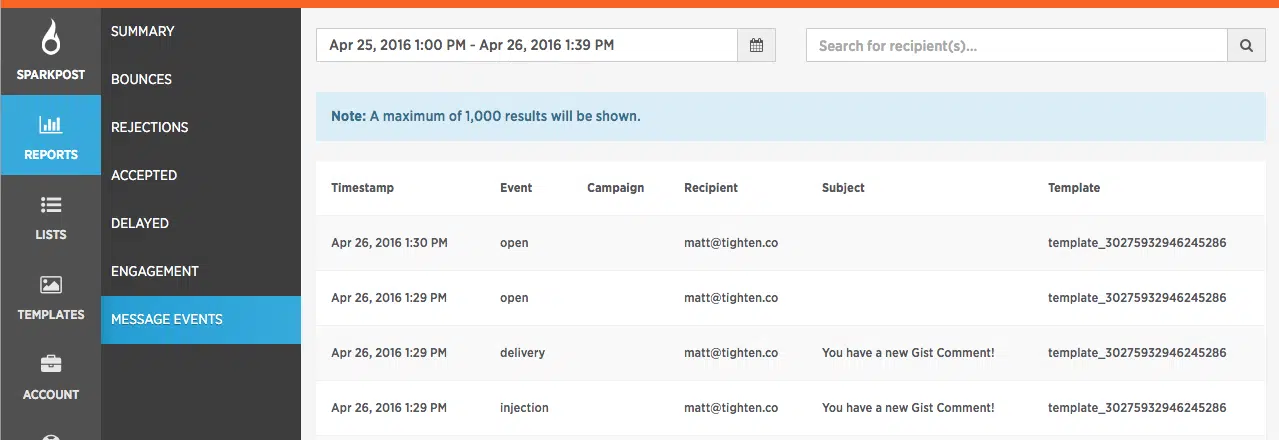 SPARKPOST
REPORTS
LISTS
TEMPLATES
ACCOUNT
SUMMARY
BOUNCES
REJECTIONS
ACCEPTED
DELAYED
ENGAGEMENT
MESSAGE EVENTS
Apr 25, 2016 1:00 PM - Apr 26, 2016 1:39 PM
Search for recipient(s)...
Note: A maximum of 1,000 results will be shown.
Timestamp Event Campaign Recipient Subject Template
Apr 26, 2016 1:30 PM open matt@tighten.co template_30275932946245286
Apr 26, 2016 1:29 PM open matt@tighten.co template_30275932946245286
Apr 26, 2016 1:29 PM delivery matt@tighten.co You have a new Gist Comment! template_30275932946245286
Apr 26, 2016 1:29 PM injection matt@tighten.co You have a new Gist Comment! template_30275932946245286